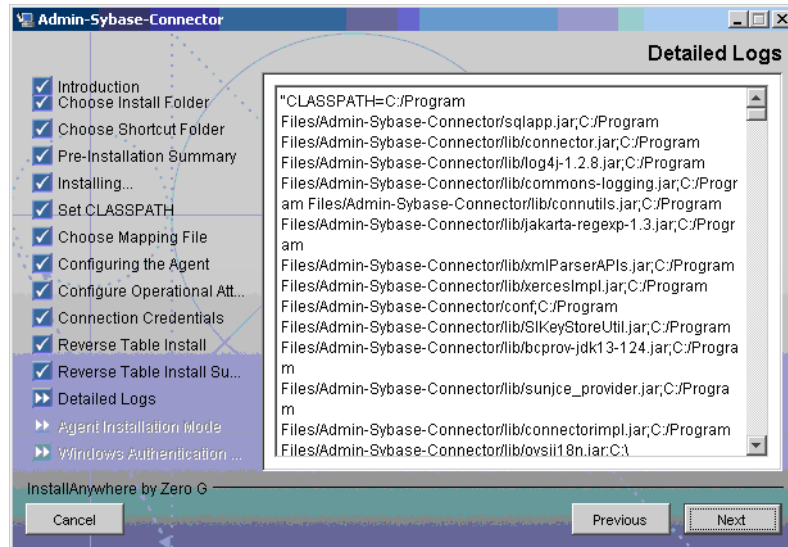 Admin-Sybase-Connector
Detailed Logs
Introduction
Choose Install Folder
Choose Shortcut Folder
Pre-Installation Summary
Installing...
Set CLASSPATH
Choose Mapping File
Configuring the Agent
Configure Operational Att...
Connection Credentials
Reverse Table Install
Reverse Table Install Su...
Detailed Logs
Agent Installation Mode
Windows Authentication ...
"CLASSPATH=C:/Program
Files/Admin-Sybase-Connector/sqlapp.jar;C:/Program
Files/Admin-Sybase-Connector/lib/connector.jar;C:/Program
Files/Admin-Sybase-Connector/lib/log4j-1.2.8.jar;C:/Program
Files/Admin-Sybase-Connector/lib/commons-logging.jar;C:/Progr
am Files/Admin-Sybase-Connector/lib/connutils.jar;C:/Program
Files/Admin-Sybase-Connector/lib/jakarta-regexp-1.3.jar;C:/Progr
am
Files/Admin-Sybase-Connector/lib/xmlParserAPIs.jar;C:/Program
Files/Admin-Sybase-Connector/lib/xercesImpl.jar;C:/Program
Files/Admin-Sybase-Connector/conf;C:/Program
Files/Admin-Sybase-Connector/lib/SIKeyStoreUtil.jar;C:/Program
Files/Admin-Sybase-Connector/lib/bcprov-jdk13-124.jar;C:/Progra
m
Files/Admin-Sybase-Connector/lib/sunjce_provider.jar;C:/Progra
m
Files/Admin-Sybase-Connector/lib/connectorimpl.jar;C:/Program
Files/Admin-Sybase-Connector/lib/ovsii18n.jar;C:\
InstallAnywhere by Zero G
Cancel
Previous
Next